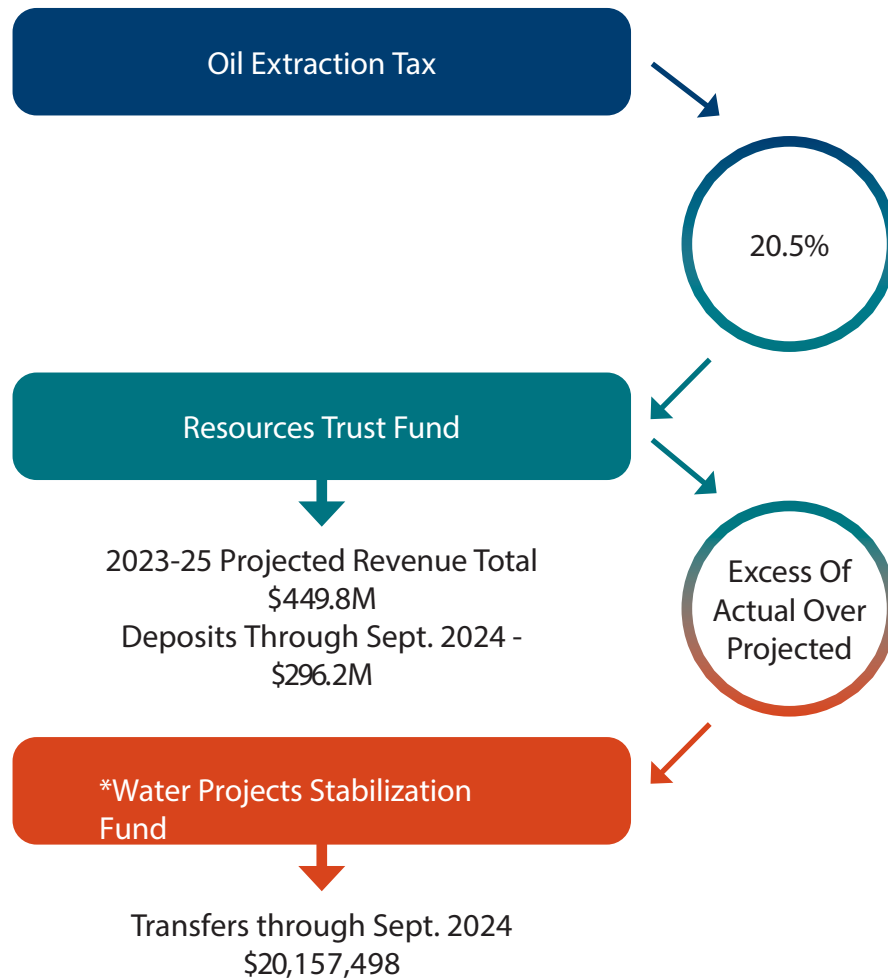 Oil Extraction Tax
20.5%
Resources Trust Fund
2023-25 Projected Revenue Total
$449.8M
Deposits Through Sept. 2024 -
$296.2M
Excess Of
Actual Over
Projected
*Water Projects Stabilization
Fund
Transfers through Sept. 2024
$20,157,498